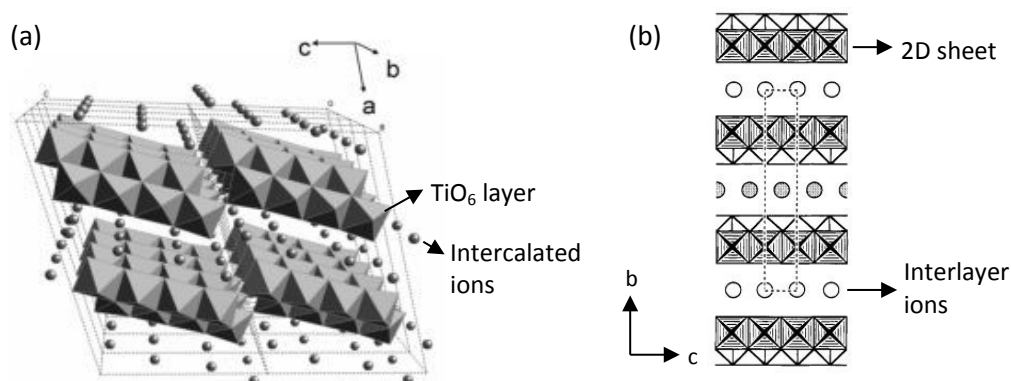 (a)
c
b
a
TiO₆ layer
Intercalated
ions
(b)
2D sheet
Interlayer
ions
b
c